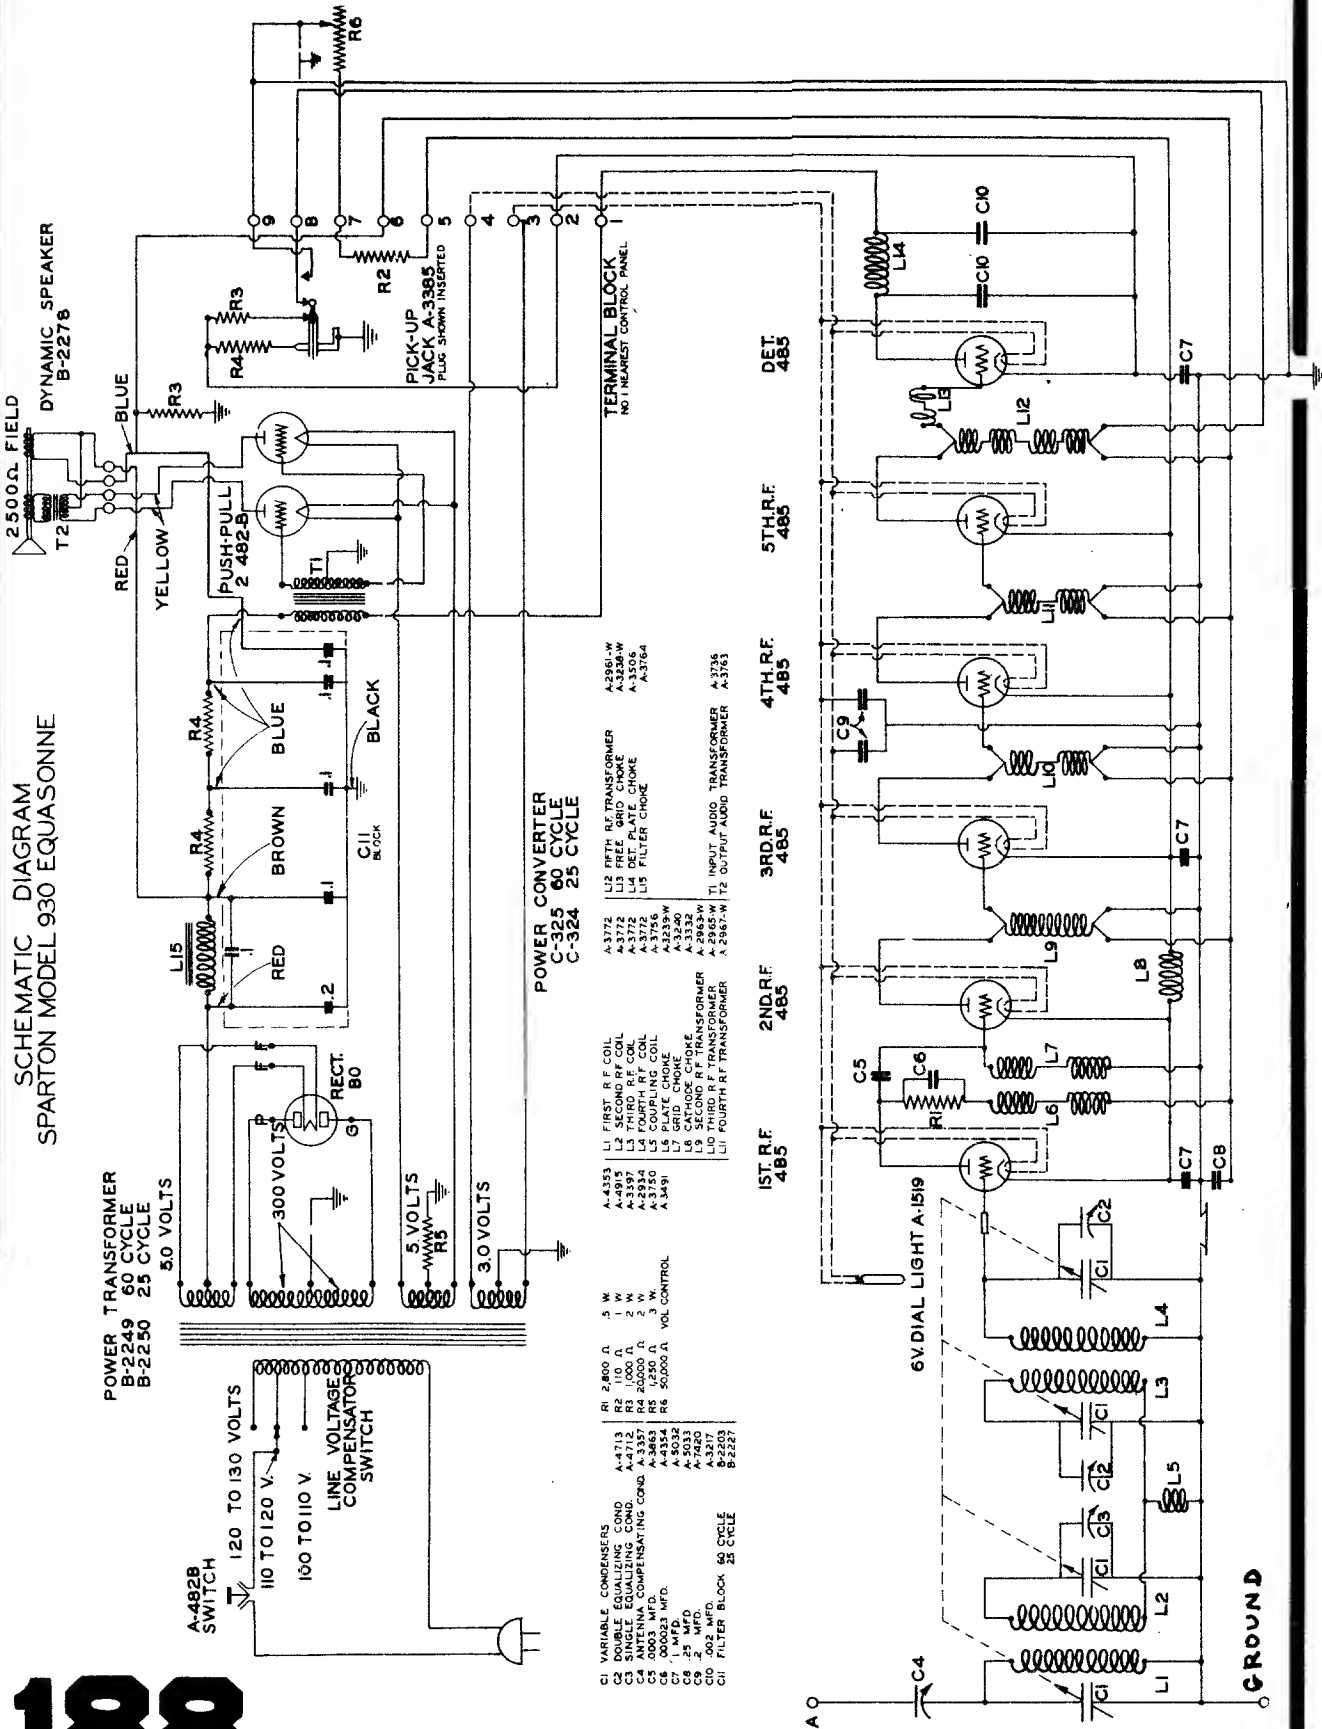 SCHEMATIC DIAGRAM
SPARTON MODEL 930 EQUASONNE
188
A-4828
SWITCH
120 TO 130 VOLTS
110 TO 120 V.
100 TO 110 V.
LINE VOLTAGE
COMPENSATOR
SWITCH
POWER TRANSFORMER
B-2249 60 CYCLE
B-2250 25 CYCLE
5.0 VOLTS
300 VOLTS
5. VOLTS
R5
3.0 VOLTS
F
F
P
G
RECT.
80
L15
R4
R4
RED
BROWN
BLUE
BLACK
.2
.1
.1
.1
.1
.1
C11
BLOCK
POWER CONVERTER
C-325 60 CYCLE
C-324 25 CYCLE
2500Ω FIELD
T2
DYNAMIC SPEAKER
B-2278
RED
YELLOW
BLUE
PUSH-PULL
2 482-B
T1
R3
R4
R3
R2
R6
PICK-UP
JACK A-3385
PLUG SHOWN INSERTED
9
8
7
6
5
4
3
2
1
TERMINAL BLOCK
NO 1 NEAREST CONTROL PANEL
C1 VARIABLE CONDENSERS
C2 DOUBLE EQUALIZING COND A-4713
C3 SINGLE EQUALIZING COND. A-4712
C4 ANTENNA COMPENSATING COND. A-3357
C5 .0003 MFD. A-3863
C6 .000023 MFD. A-4354
C7 .1 MFD. A-5032
C8 .25 MFD A-5033
C9 .2 MFD. A-7420
C10 .002 MFD. A-3217
C11 FILTER BLOCK 60 CYCLE B-2203
25 CYCLE B-2227
R1 2,800 Ω .5 W. A-4353
R2 110 Ω 1 W A-4915
R3 1,000 Ω 2 W A-3397
R4 20,000 Ω 2 W A-2934
R5 1,250 Ω 3 W. A-3750
R6 50,000 Ω VOL CONTROL A-3491
L1 FIRST R F COIL A-3772
L2 SECOND RF COIL A-3772
L3 THIRD R.F. COIL A-3772
L4 FOURTH RF COIL A-3772
L5 COUPLING COIL A-3756
L6 PLATE CHOKE A-3239-W
L7 GRID CHOKE A-3240
L8 CATHODE CHOKE A-3332
L9 SECOND R F TRANSFORMER A-2963-W
L10 THIRD R F TRANSFORMER A-2965-W
L11 FOURTH RF TRANSFORMER A 2967-W
L12 FIFTH R.F. TRANSFORMER A-2961-W
L13 FREE GRID CHOKE A-3238-W
L14 DET. PLATE CHOKE A-3506
L15 FILTER CHOKE A-3764
T1 INPUT AUDIO TRANSFORMER A-3736
T2 OUTPUT AUDIO TRANSFORMER A-3763
6V. DIAL LIGHT A-1519
1ST. R.F.
485
2ND. R.F.
485
3RD. R.F.
485
4TH. R.F.
485
5TH. R.F.
485
DET.
485
A
C4
L1
C1
L2
C1
C3
L5
C2
C1
L3
L4
C1
C2
C7
C8
R1
C6
C5
L6
L7
L8
L9
C7
L10
C9
L11
L12
L13
C7
L14
C10
C10
GROUND